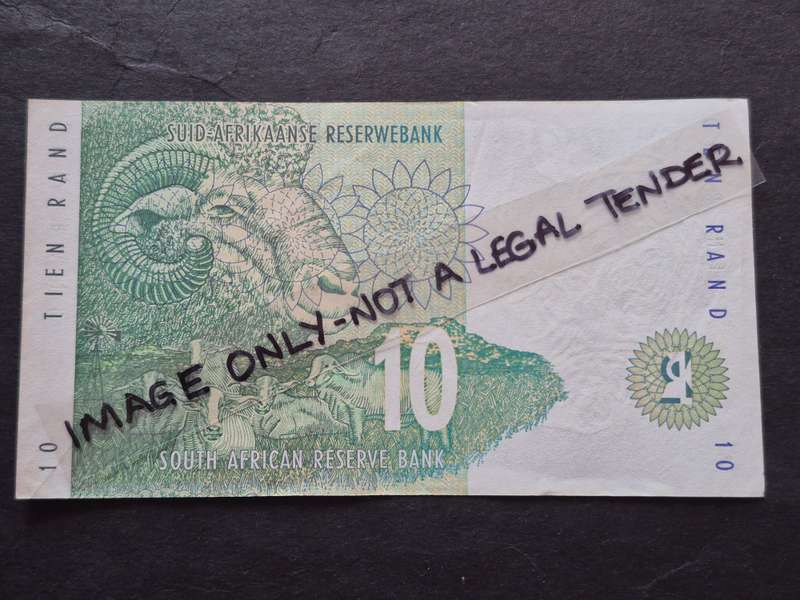 SUID-AFRIKAANSE RESERWEBANK
TIEN RAND
TIEN RAND
IMAGE ONLY-NOT A LEGAL TENDER
10
SOUTH AFRICAN RESERVE BANK
10
10